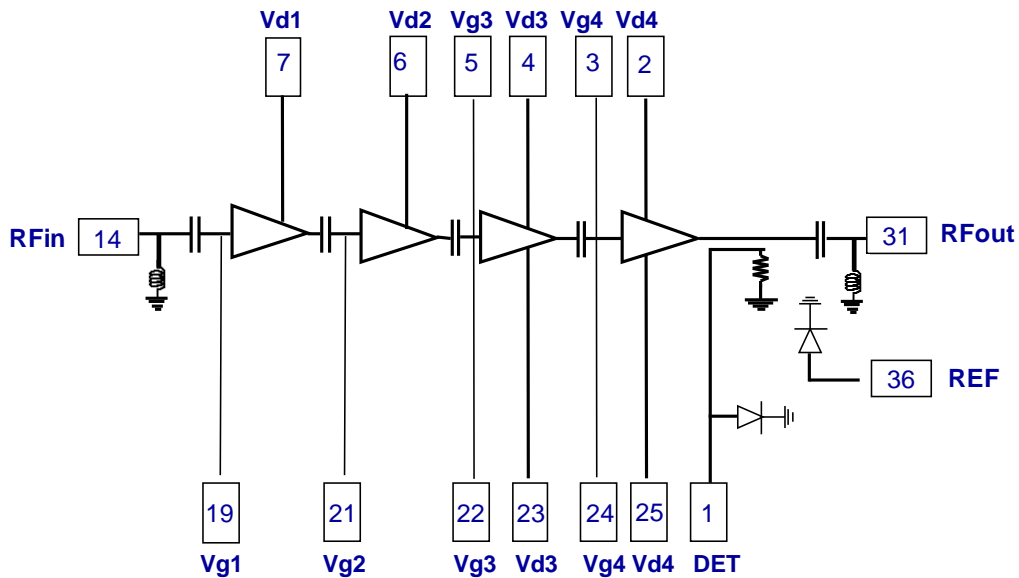 Vd1 Vd2 Vg3 Vd3 Vg4 Vd4
7 6 5 4 3 2
RFin 14 31 RFout
36 REF
19 21 22 23 24 25 1
Vg1 Vg2 Vg3 Vd3 Vg4 Vd4 DET